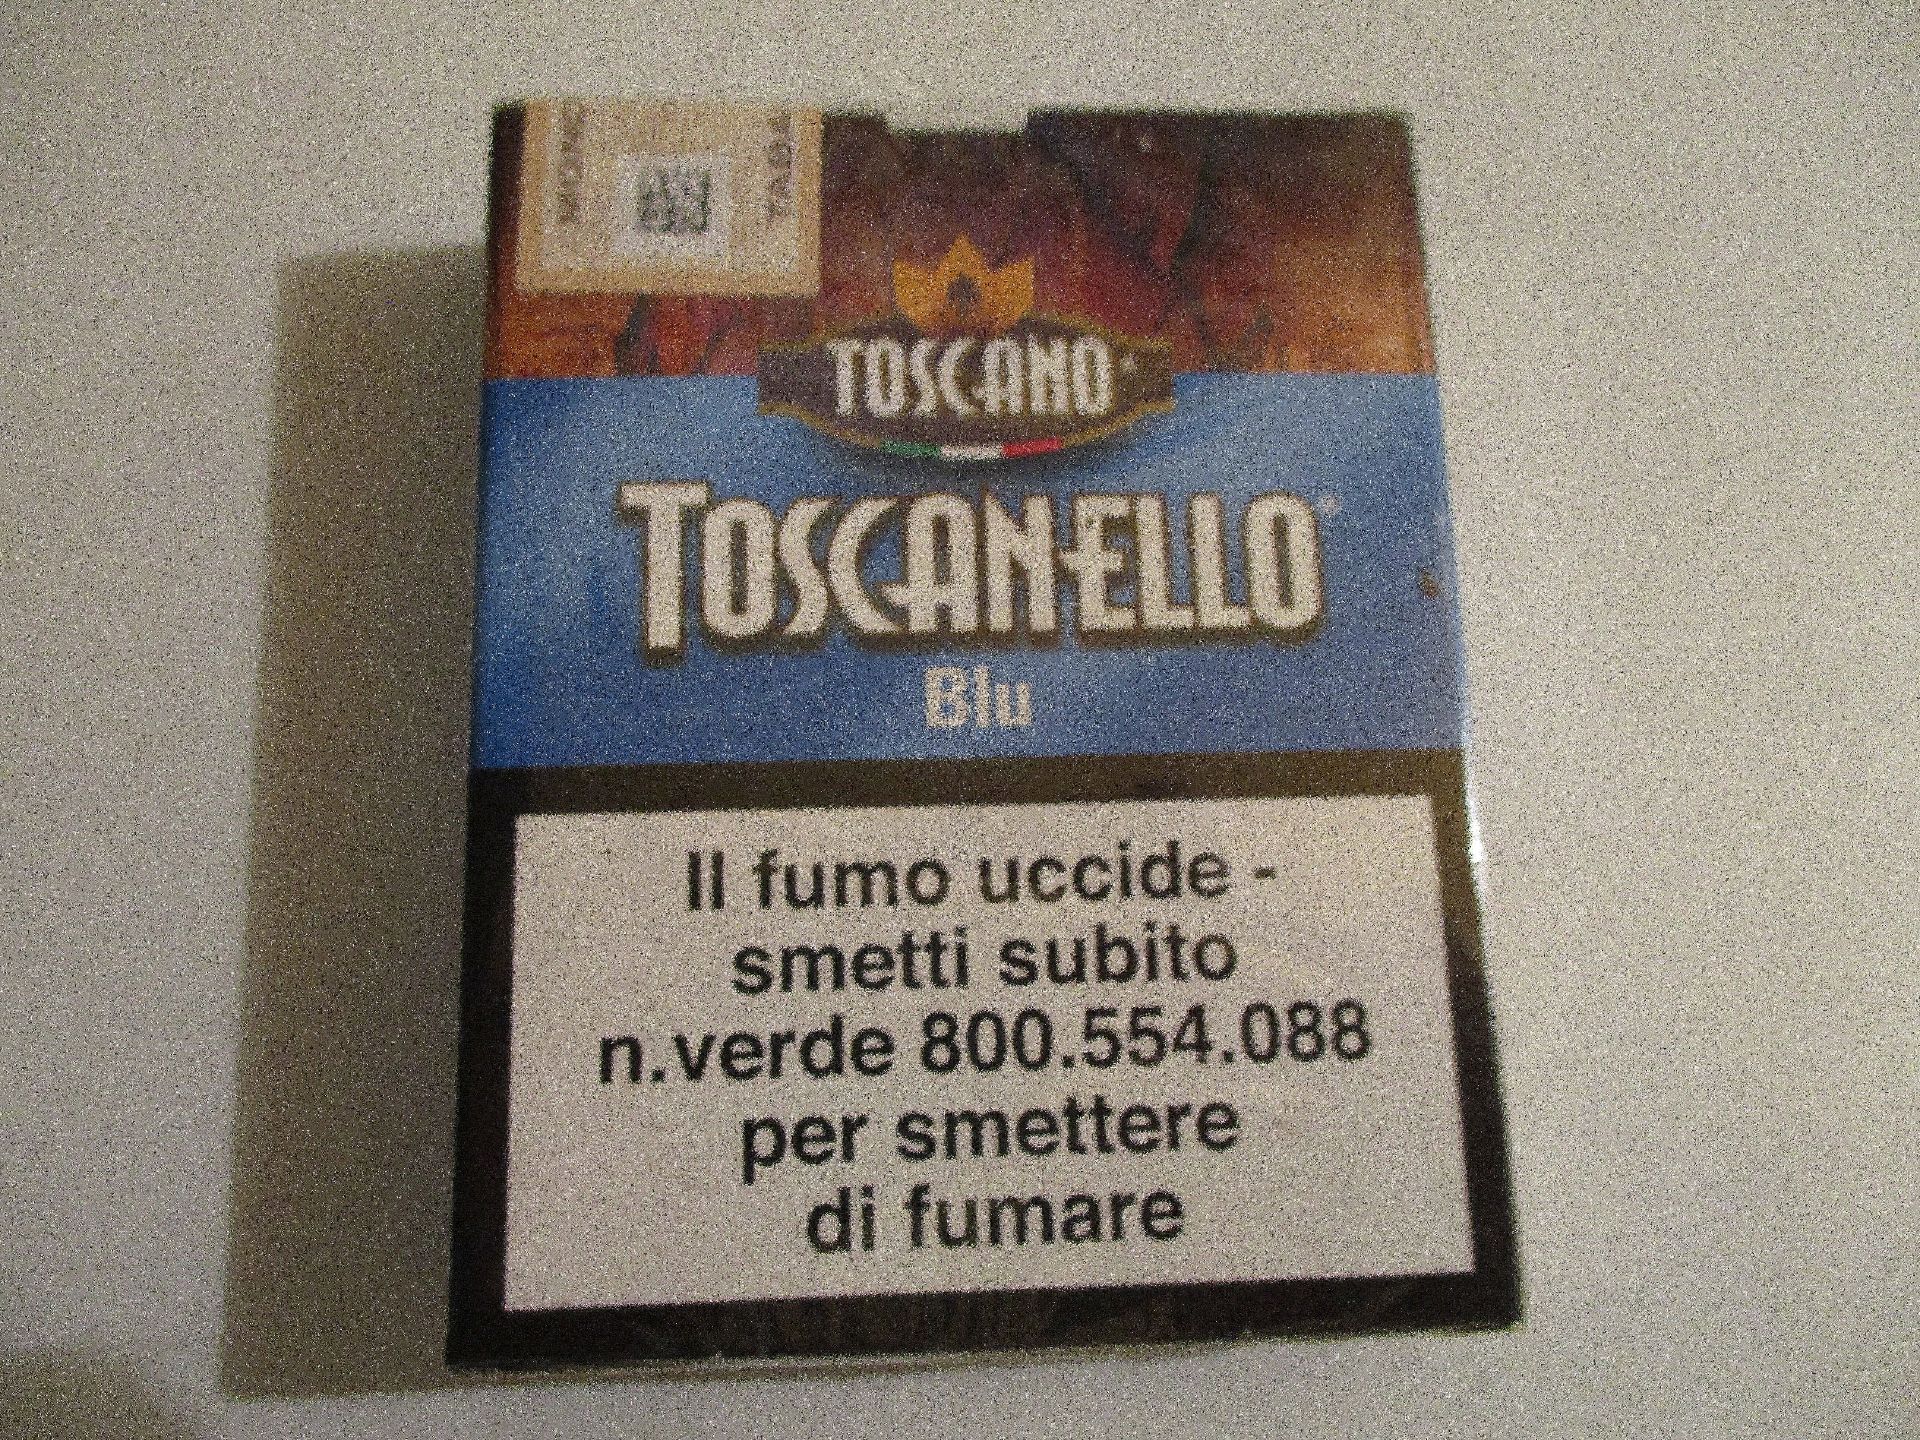 TOSCANO
TOSCANELLO®
Blu
Il fumo uccide -
smetti subito
n.verde 800.554.088
per smettere
di fumare